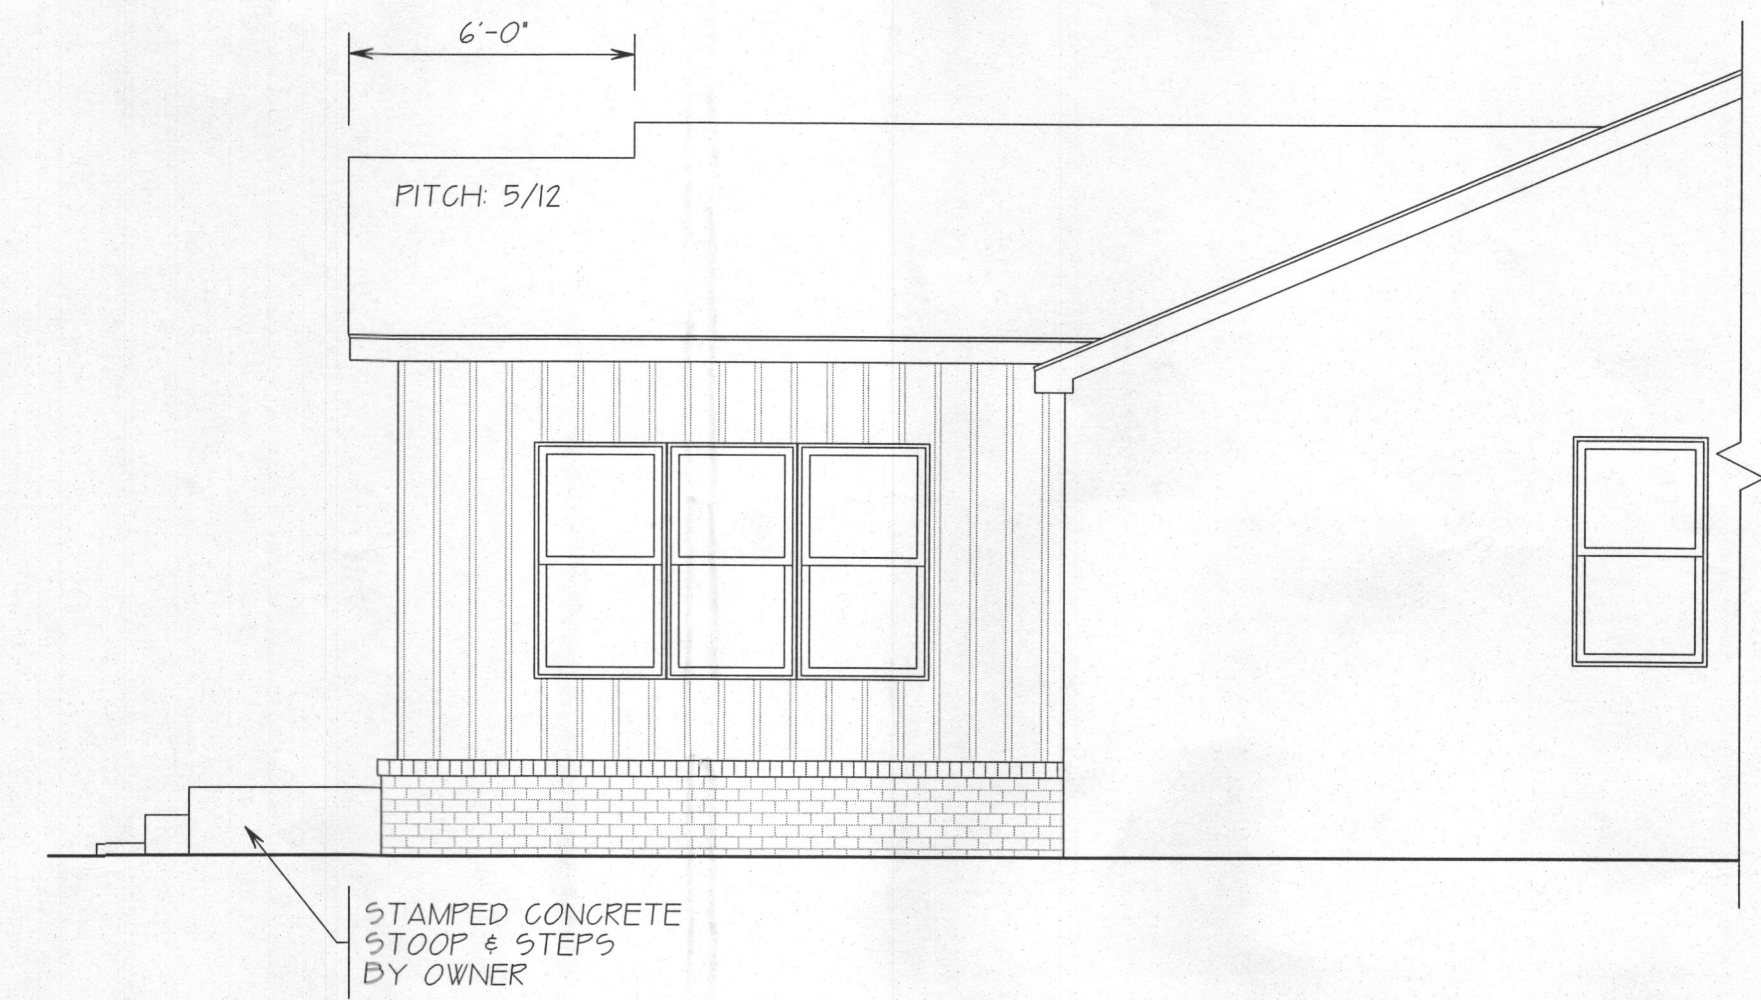 6'-0"
PITCH: 5/12
STAMPED CONCRETE
STOOP & STEPS
BY OWNER